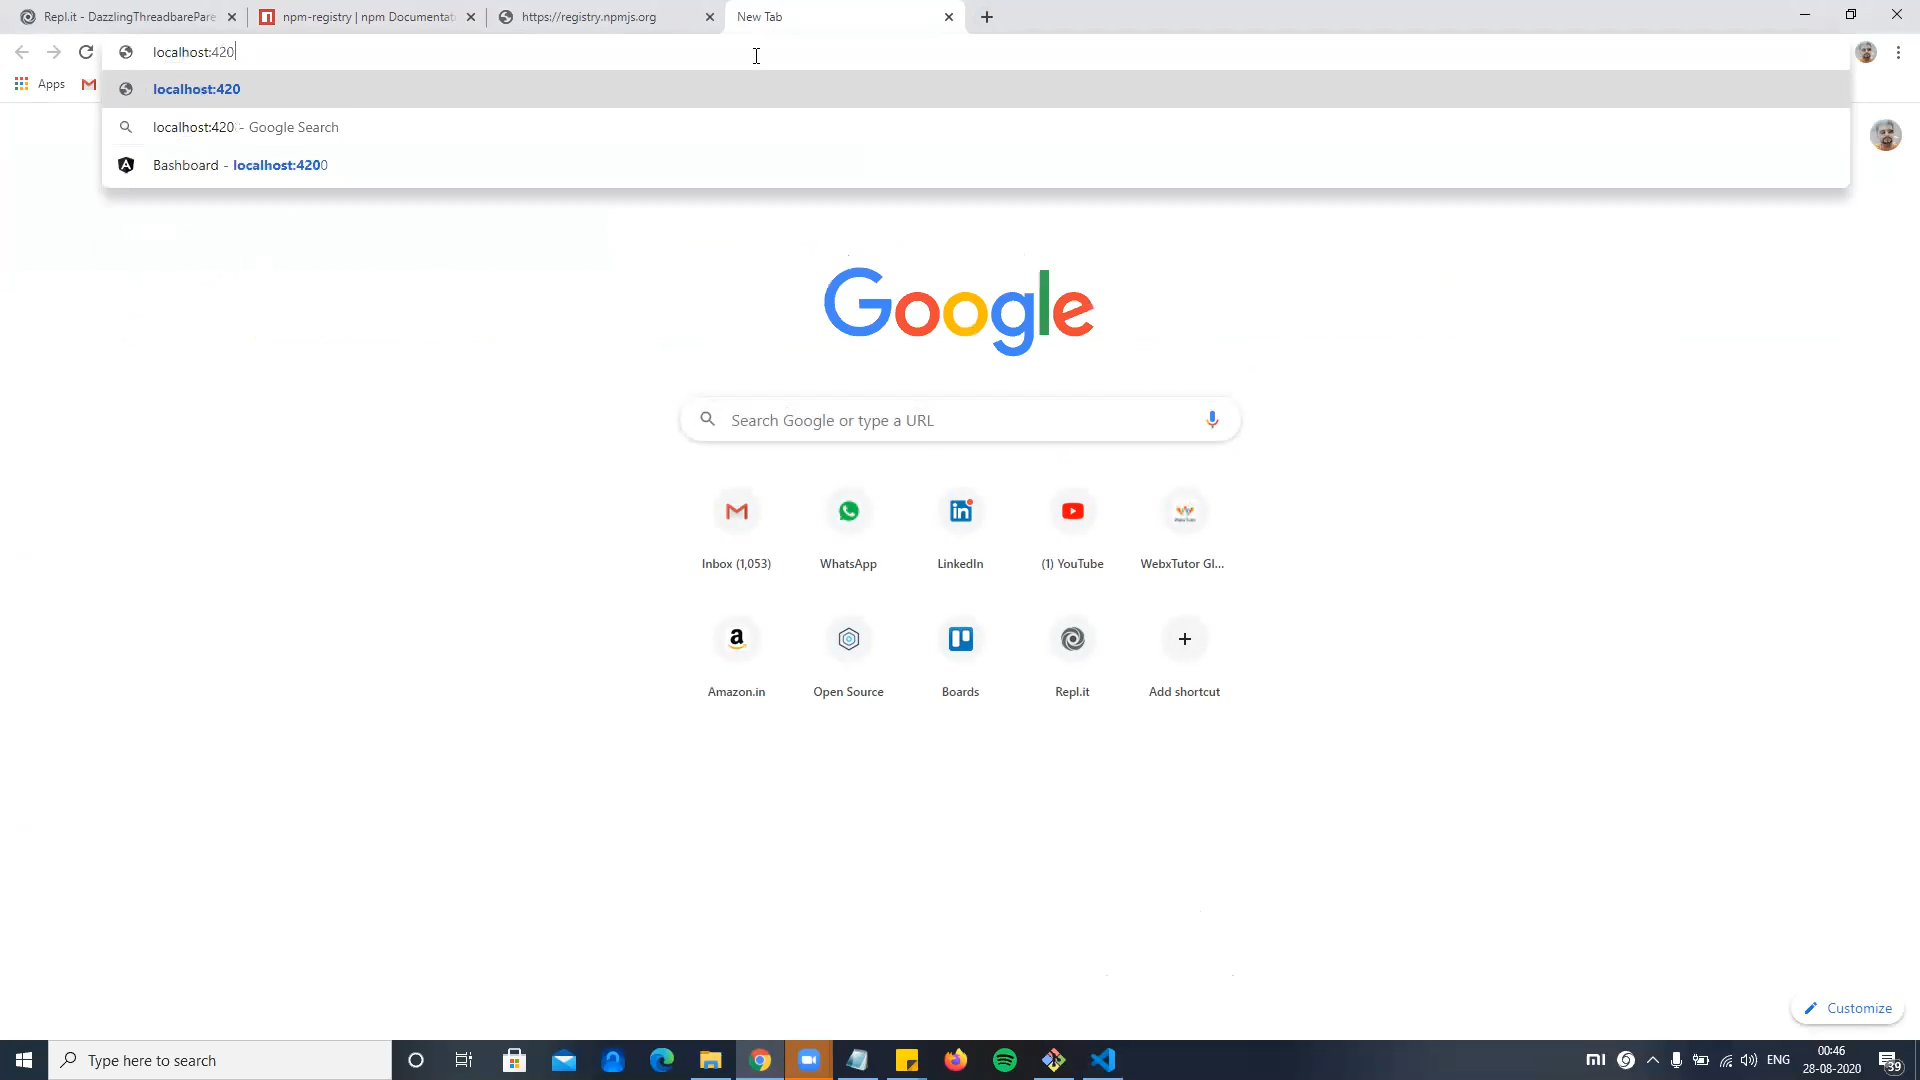 Repl.it - DazzlingThreadbarePare
npm-registry | npm Documentat
https://registry.npmjs.org
New Tab
localhost:420
Apps
localhost:420
localhost:420 - Google Search
Bashboard - localhost:4200
Google
Search Google or type a URL
Inbox (1,053)
WhatsApp
LinkedIn
(1) YouTube
WebxTutor Gl...
Amazon.in
Open Source
Boards
Repl.it
Add shortcut
Customize
Type here to search
ENG
00:46
28-08-2020
39